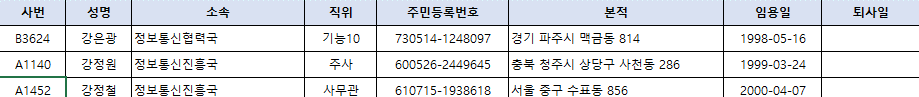 사번 성명 소속 직위 주민등록번호 본적 임용일 퇴사일
B3624 강은광 정보통신협력국 기능10 730514-1248097 경기 파주시 맥금동 814 1998-05-16
A1140 강정원 정보통신진흥국 주사 600526-2449645 충북 청주시 상당구 사천동 286 1999-03-24
A1452 강정철 정보통신진흥국 사무관 610715-1938618 서울 중구 수표동 856 2000-04-07